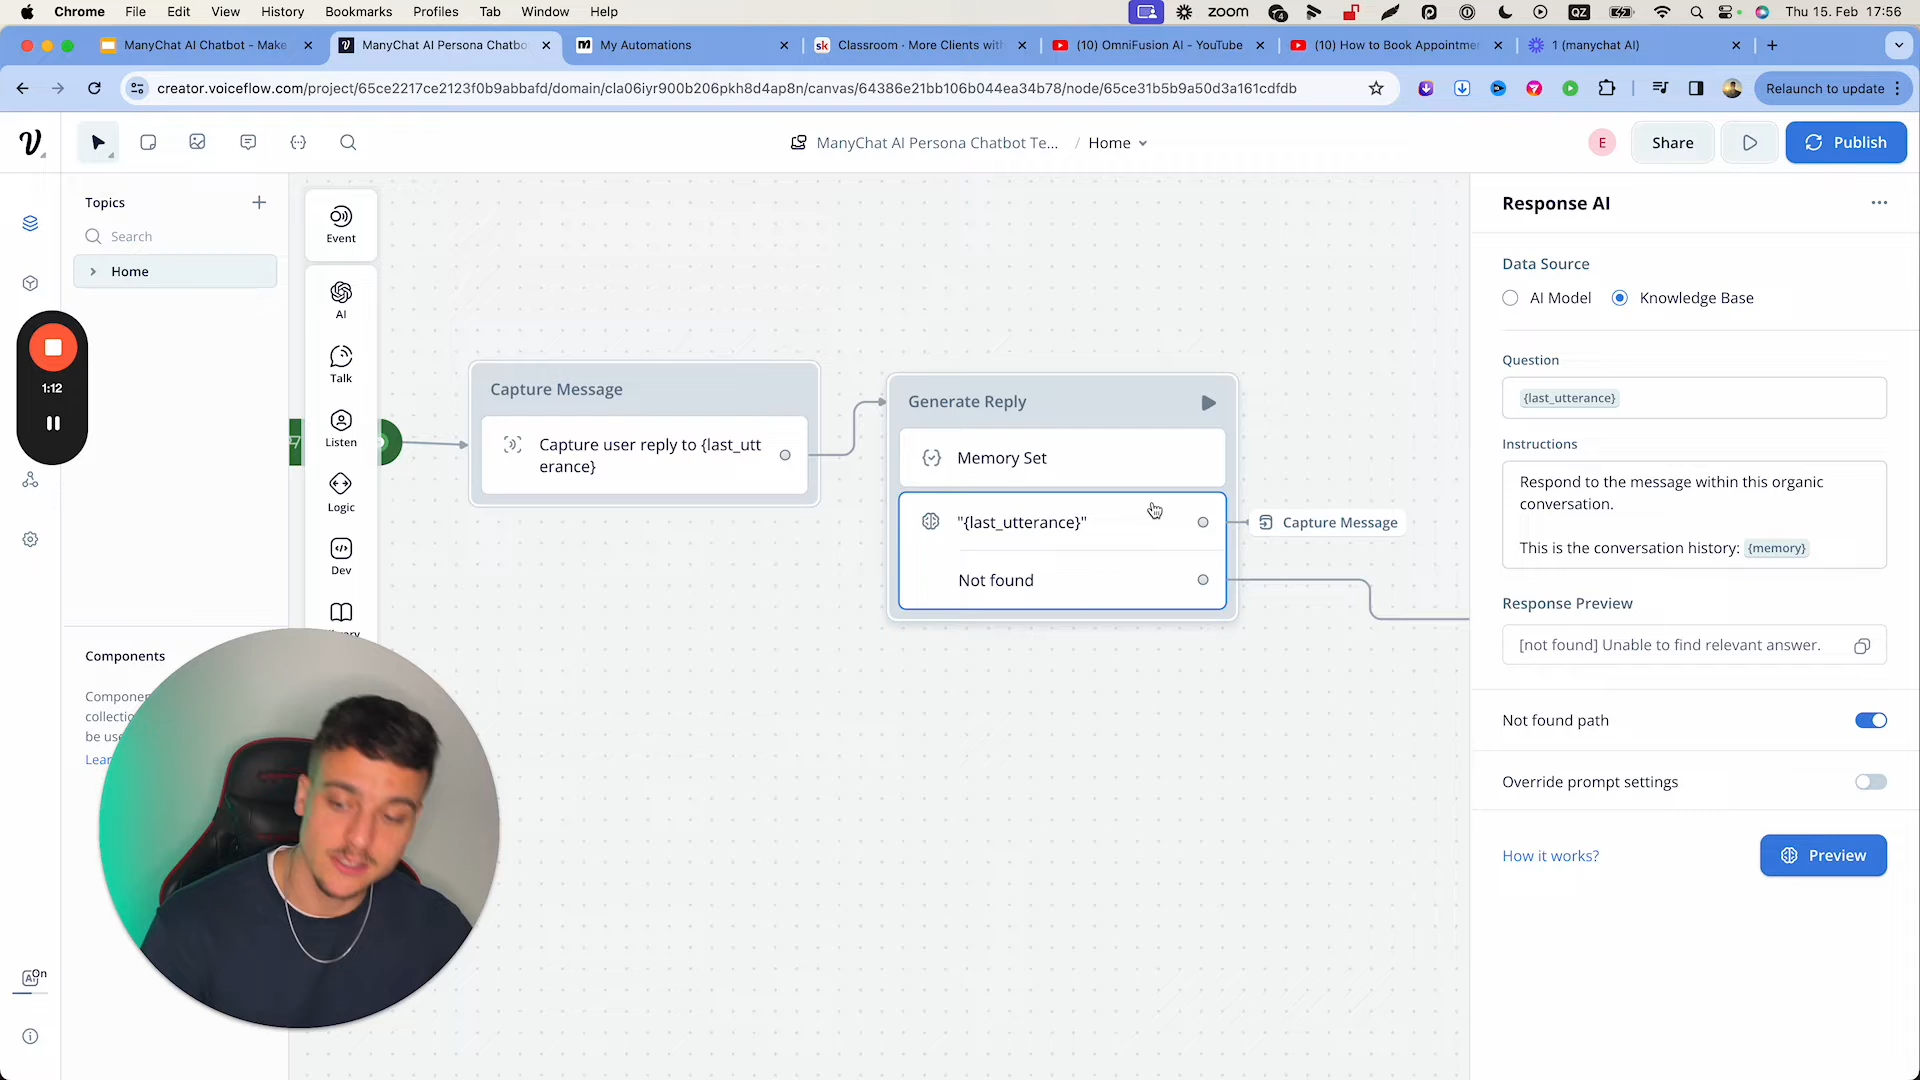 Chrome File Edit View History Bookmarks Profiles Tab Window Help
zoom
QZ
Thu 15. Feb 17:56
ManyChat AI Chatbot - Make
ManyChat AI Persona Chatbo
My Automations
sk Classroom · More Clients with
(10) OmniFusion AI - YouTube
(10) How to Book Appointmen
1 (manychat AI)
creator.voiceflow.com/project/65ce2217ce2123f0b9abbafd/domain/cla06iyr900b206pkh8d4ap8n/canvas/64386e21bb106b044ea34b78/node/65ce31b5b9a50d3a161cdfdb
Relaunch to update
ManyChat AI Persona Chatbot Te... / Home
E
Share
Publish
Topics
Search
Home
Event
AI
Talk
Listen
Logic
Dev
1:12
Components
Learn
On
Capture Message
Capture user reply to {last_utt
erance}
Generate Reply
Memory Set
"{last_utterance}"
Not found
Capture Message
Response AI
Data Source
AI Model
Knowledge Base
Question
{last_utterance}
Instructions
Respond to the message within this organic
conversation.
This is the conversation history: {memory}
Response Preview
[not found] Unable to find relevant answer.
Not found path
Override prompt settings
How it works?
Preview